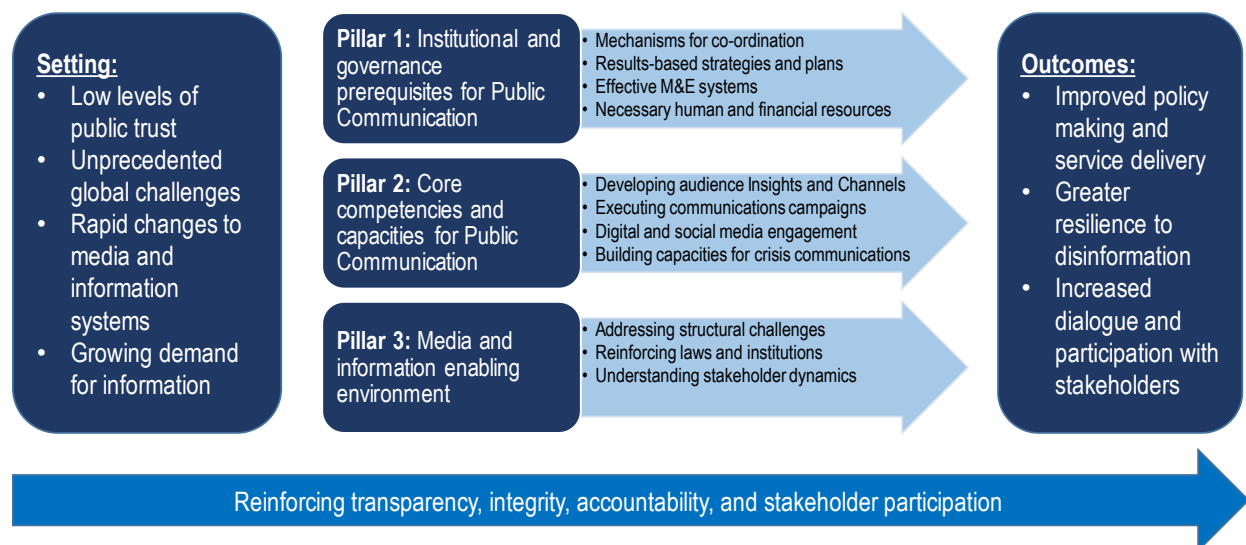 Setting:
• Low levels of
public trust
• Unprecedented
global challenges
• Rapid changes to
media and
information
systems
• Growing demand
for information
Pillar 1: Institutional and
governance
prerequisites for Public
Communication
• Mechanisms for co-ordination
• Results-based strategies and plans
• Effective M&E systems
• Necessary human and financial resources
Pillar 2: Core
competencies and
capacities for Public
Communication
• Developing audience Insights and Channels
• Executing communications campaigns
• Digital and social media engagement
• Building capacities for crisis communications
Pillar 3: Media and
information enabling
environment
• Addressing structural challenges
• Reinforcing laws and institutions
• Understanding stakeholder dynamics
Outcomes:
• Improved policy
making and
service delivery
• Greater
resilience to
disinformation
• Increased
dialogue and
participation with
stakeholders
Reinforcing transparency, integrity, accountability, and stakeholder participation